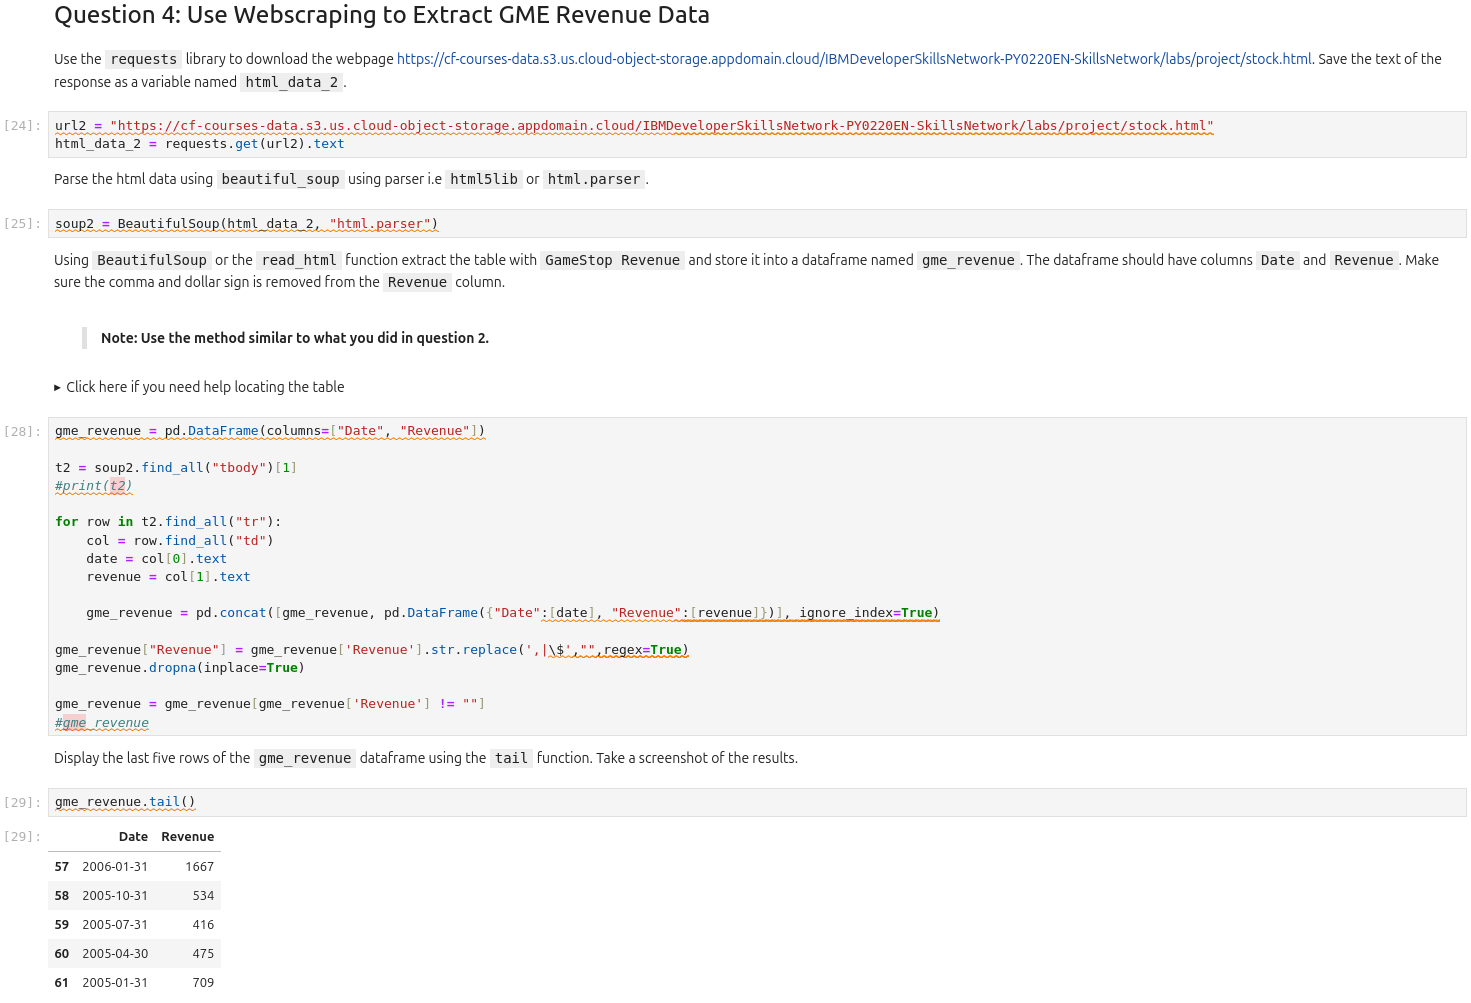 Question 4: Use Webscraping to Extract GME Revenue Data
Use the requests library to download the webpage https://cf-courses-data.s3.us.cloud-object-storage.appdomain.cloud/IBMDeveloperSkillsNetwork-PY0220EN-SkillsNetwork/labs/project/stock.html. Save the text of the
response as a variable named html_data_2.
[24]: url2 = "https://cf-courses-data.s3.us.cloud-object-storage.appdomain.cloud/IBMDeveloperSkillsNetwork-PY0220EN-SkillsNetwork/labs/project/stock.html"
html_data_2 = requests.get(url2).text
Parse the html data using beautiful_soup using parser i.e html5lib or html.parser.
[25]: soup2 = BeautifulSoup(html_data_2, "html.parser")
Using BeautifulSoup or the read_html function extract the table with GameStop Revenue and store it into a dataframe named gme_revenue. The dataframe should have columns Date and Revenue. Make
sure the comma and dollar sign is removed from the Revenue column.
Note: Use the method similar to what you did in question 2.
▸ Click here if you need help locating the table
[28]: gme_revenue = pd.DataFrame(columns=["Date", "Revenue"])
t2 = soup2.find_all("tbody")[1]
#print(t2)
for row in t2.find_all("tr"):
    col = row.find_all("td")
    date = col[0].text
    revenue = col[1].text
    gme_revenue = pd.concat([gme_revenue, pd.DataFrame({"Date":[date], "Revenue":[revenue]})], ignore_index=True)
gme_revenue["Revenue"] = gme_revenue['Revenue'].str.replace(',|\$',"",regex=True)
gme_revenue.dropna(inplace=True)
gme_revenue = gme_revenue[gme_revenue['Revenue'] != ""]
#gme_revenue
Display the last five rows of the gme_revenue dataframe using the tail function. Take a screenshot of the results.
[29]: gme_revenue.tail()
[29]: Date Revenue
57 2006-01-31 1667
58 2005-10-31 534
59 2005-07-31 416
60 2005-04-30 475
61 2005-01-31 709